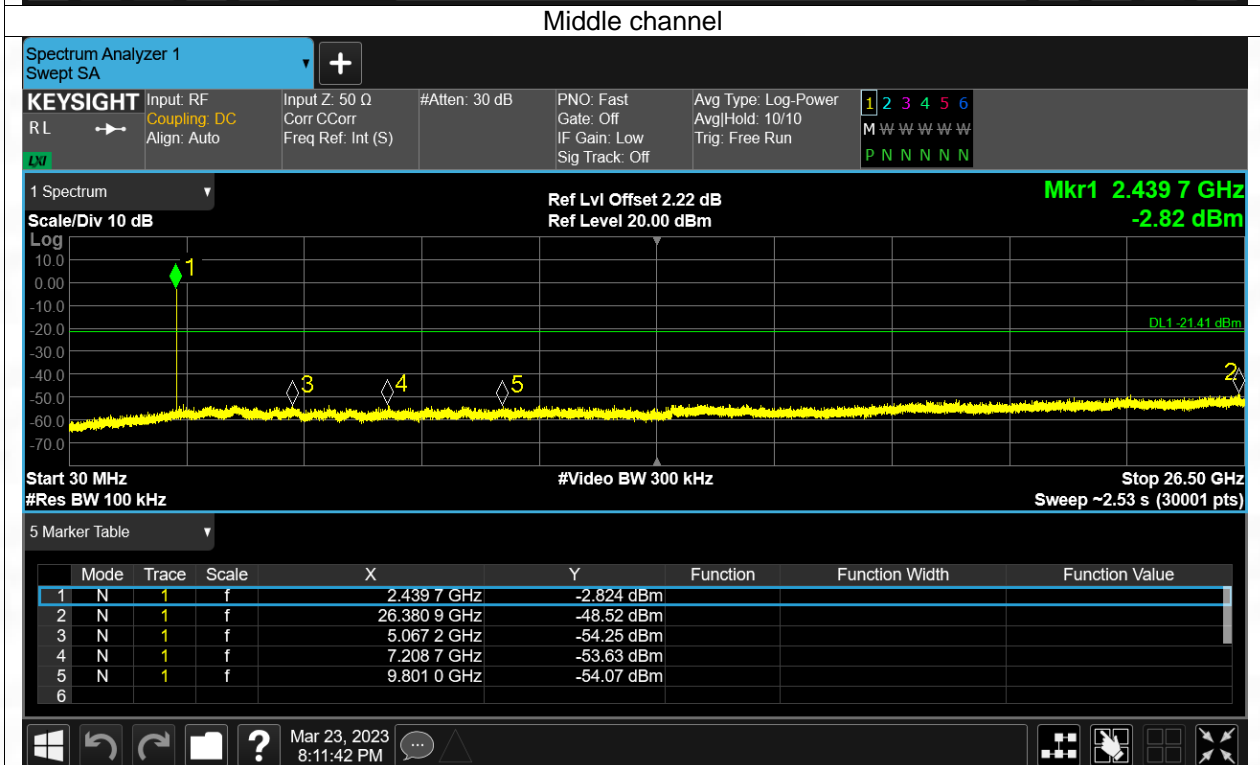 Middle channel
Spectrum Analyzer 1
Swept SA
KEYSIGHT
RL
LXI
Input: RF
Coupling: DC
Align: Auto
Input Z: 50 Ω
Corr CCorr
Freq Ref: Int (S)
#Atten: 30 dB
PNO: Fast
Gate: Off
IF Gain: Low
Sig Track: Off
Avg Type: Log-Power
Avg|Hold: 10/10
Trig: Free Run
1 2 3 4 5 6
M W W W W W
P N N N N N
1 Spectrum
Scale/Div 10 dB
Ref Lvl Offset 2.22 dB
Ref Level 20.00 dBm
Mkr1 2.439 7 GHz
-2.82 dBm
Log
10.0
0.00
-10.0
-20.0
-30.0
-40.0
-50.0
-60.0
-70.0
1
DL1 -21.41 dBm
3
4
5
2
Start 30 MHz
#Res BW 100 kHz
#Video BW 300 kHz
Stop 26.50 GHz
Sweep ~2.53 s (30001 pts)
5 Marker Table
Mode Trace Scale X Y Function Function Width Function Value
1 N 1 f 2.439 7 GHz -2.824 dBm
2 N 1 f 26.380 9 GHz -48.52 dBm
3 N 1 f 5.067 2 GHz -54.25 dBm
4 N 1 f 7.208 7 GHz -53.63 dBm
5 N 1 f 9.801 0 GHz -54.07 dBm
6
?
Mar 23, 2023
8:11:42 PM